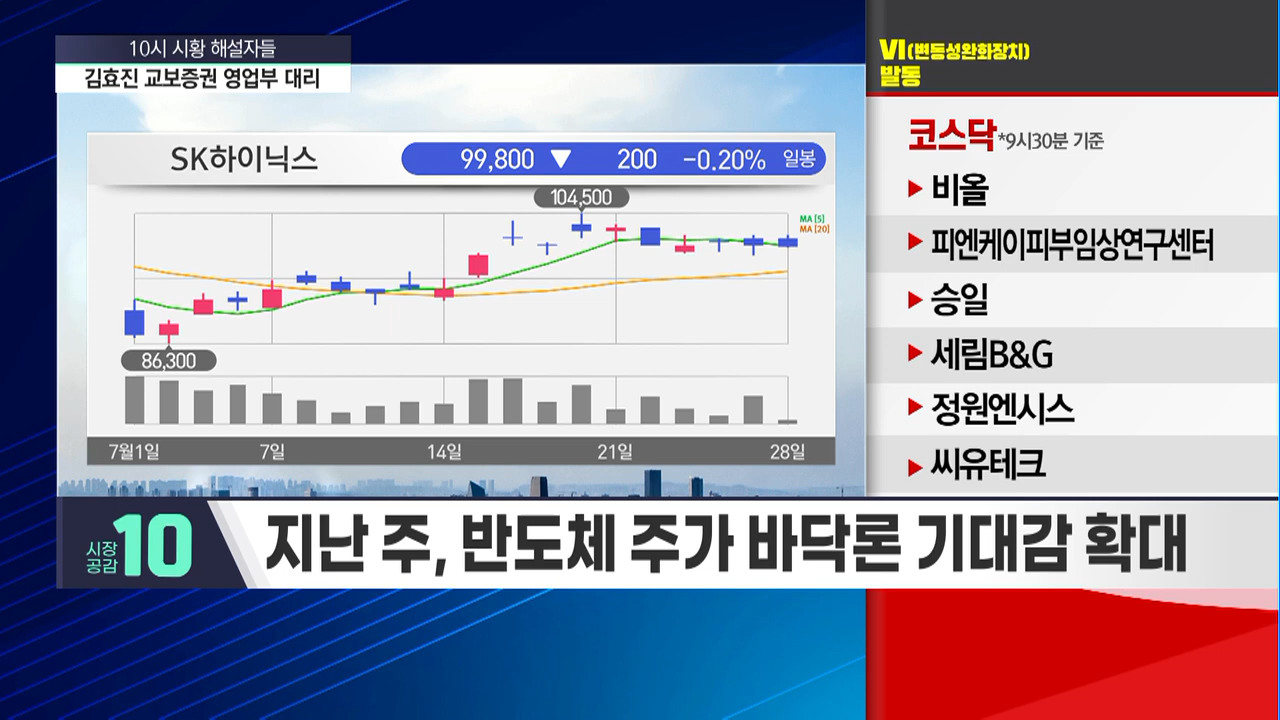 10시 시황 해설자들
김효진 교보증권 영업부 대리
SK하이닉스
99,800 ▼ 200 -0.20% 일봉
104,500
MA [5]
MA [20]
86,300
7월1일 7일 14일 21일 28일
시장
공감
10
지난 주, 반도체 주가 바닥론 기대감 확대
VI(변동성완화장치)
발동
코스닥 *9시30분 기준
▶ 비올
▶ 피엔케이피부임상연구센터
▶ 승일
▶ 세림B&G
▶ 정원엔시스
▶ 씨유테크